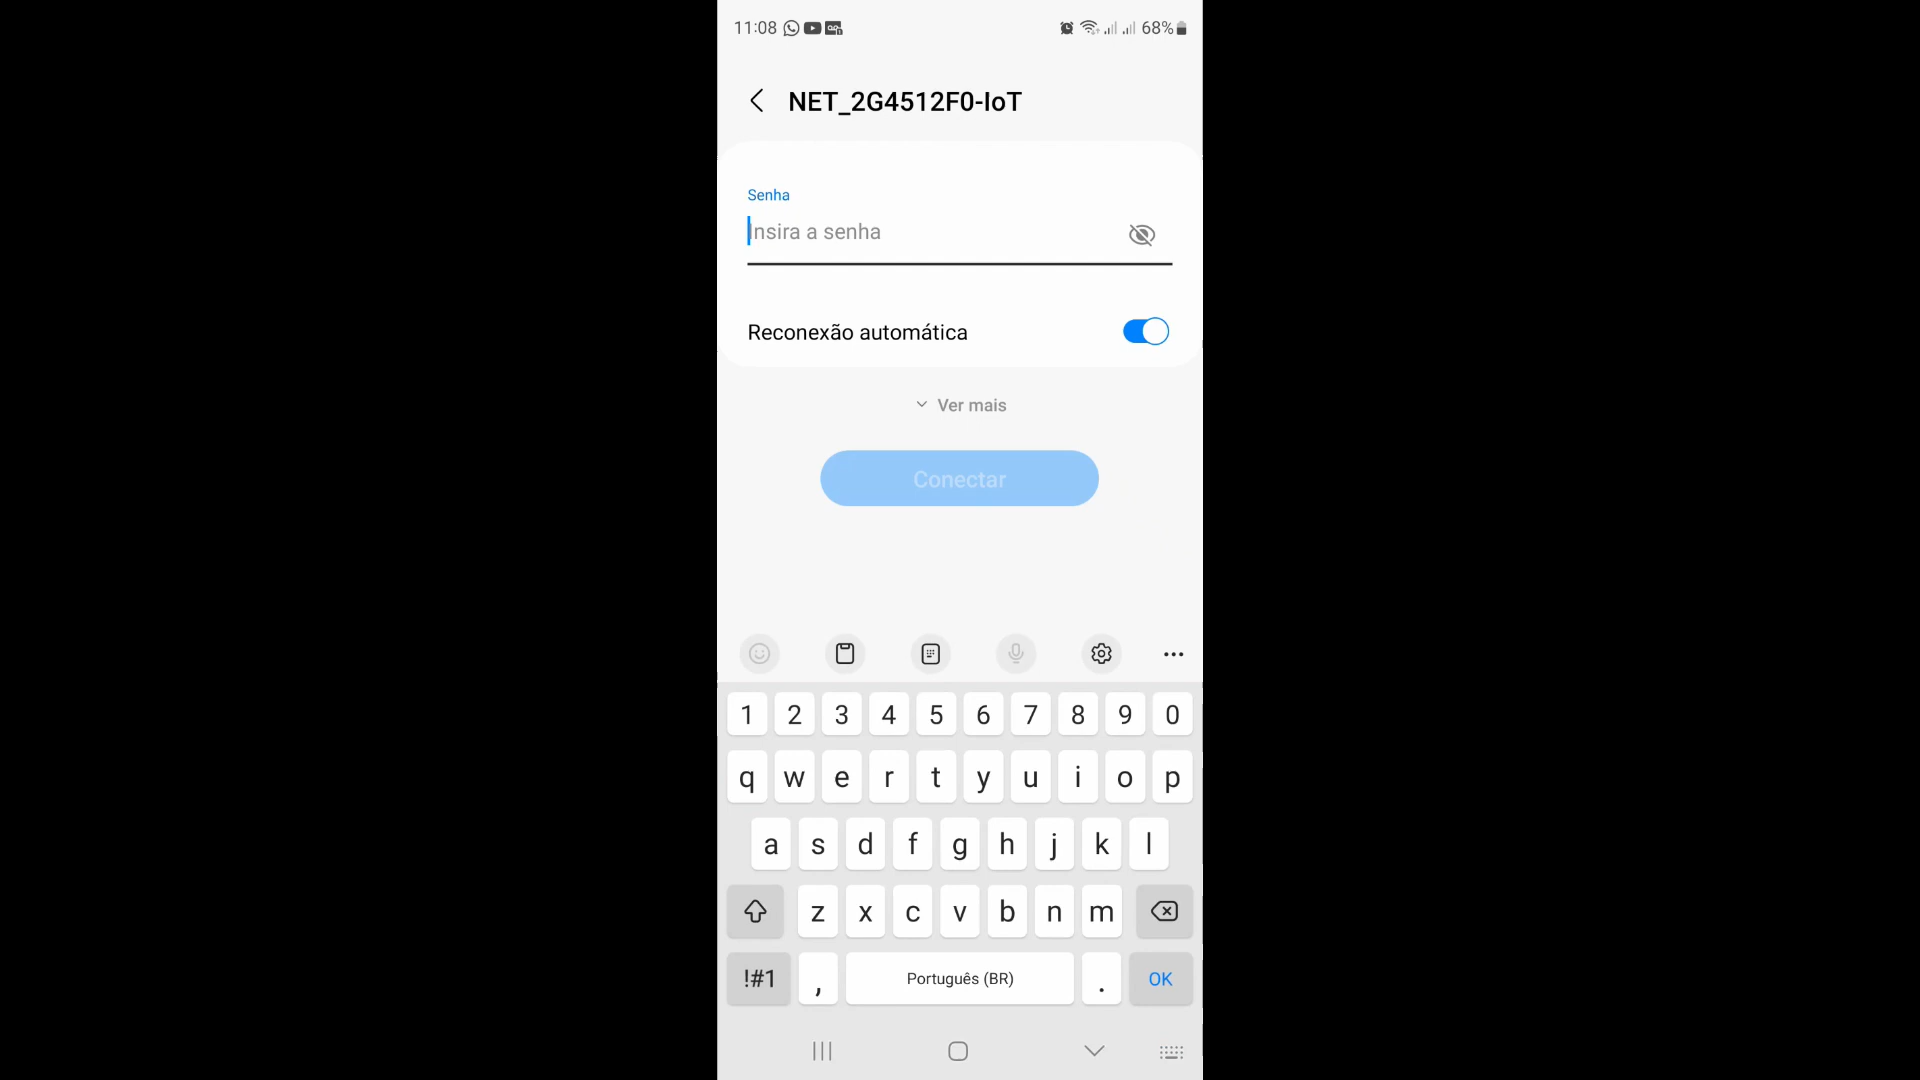 11:08 68%
NET_2G4512F0-IoT
Senha
Insira a senha
Reconexão automática
Ver mais
Conectar
1 2 3 4 5 6 7 8 9 0
q w e r t y u i o p
a s d f g h j k l
z x c v b n m
!#1 , Português (BR) . OK